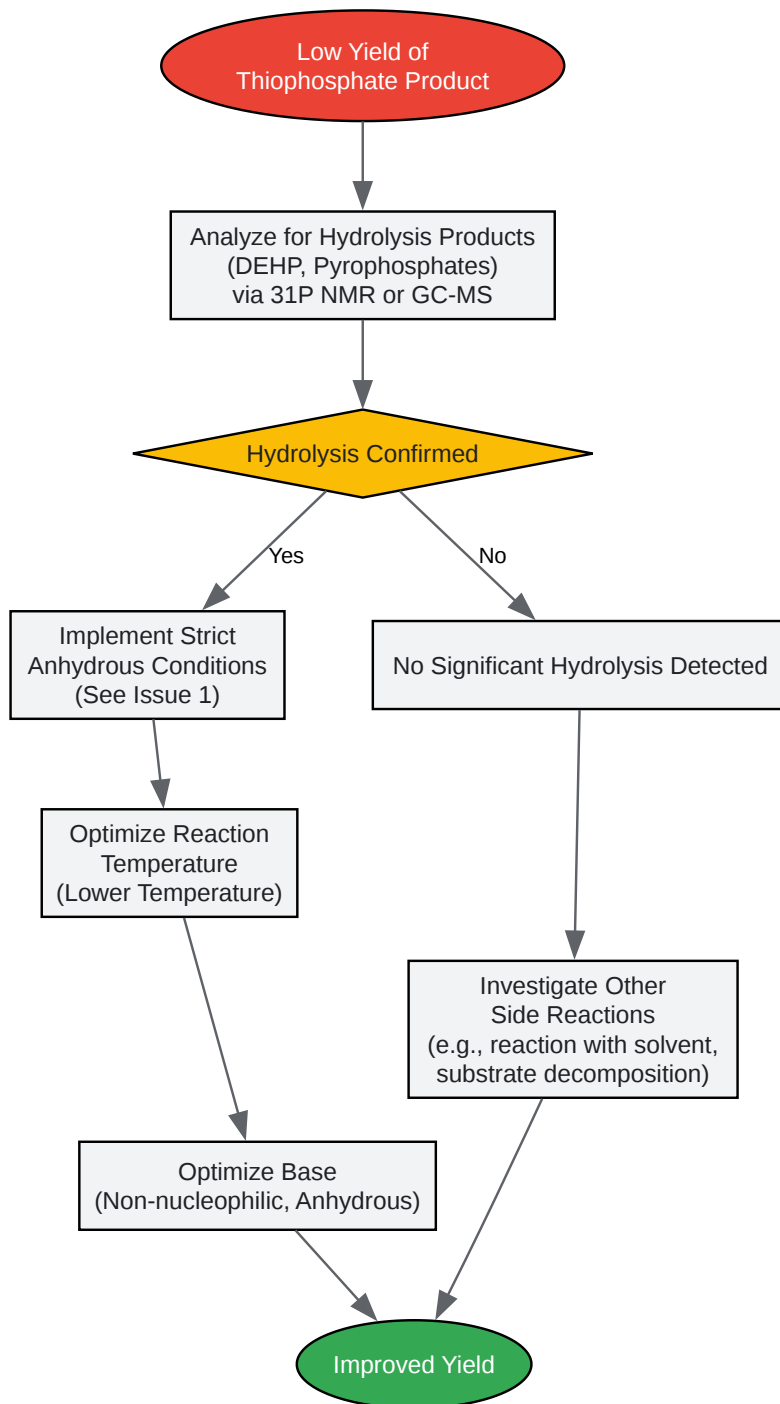 Low Yield of
Thiophosphate Product
Analyze for Hydrolysis Products
(DEHP, Pyrophosphates)
via 31P NMR or GC-MS
Hydrolysis Confirmed
Yes
No
Implement Strict
Anhydrous Conditions
(See Issue 1)
No Significant Hydrolysis Detected
Optimize Reaction
Temperature
(Lower Temperature)
Investigate Other
Side Reactions
(e.g., reaction with solvent,
substrate decomposition)
Optimize Base
(Non-nucleophilic, Anhydrous)
Improved Yield